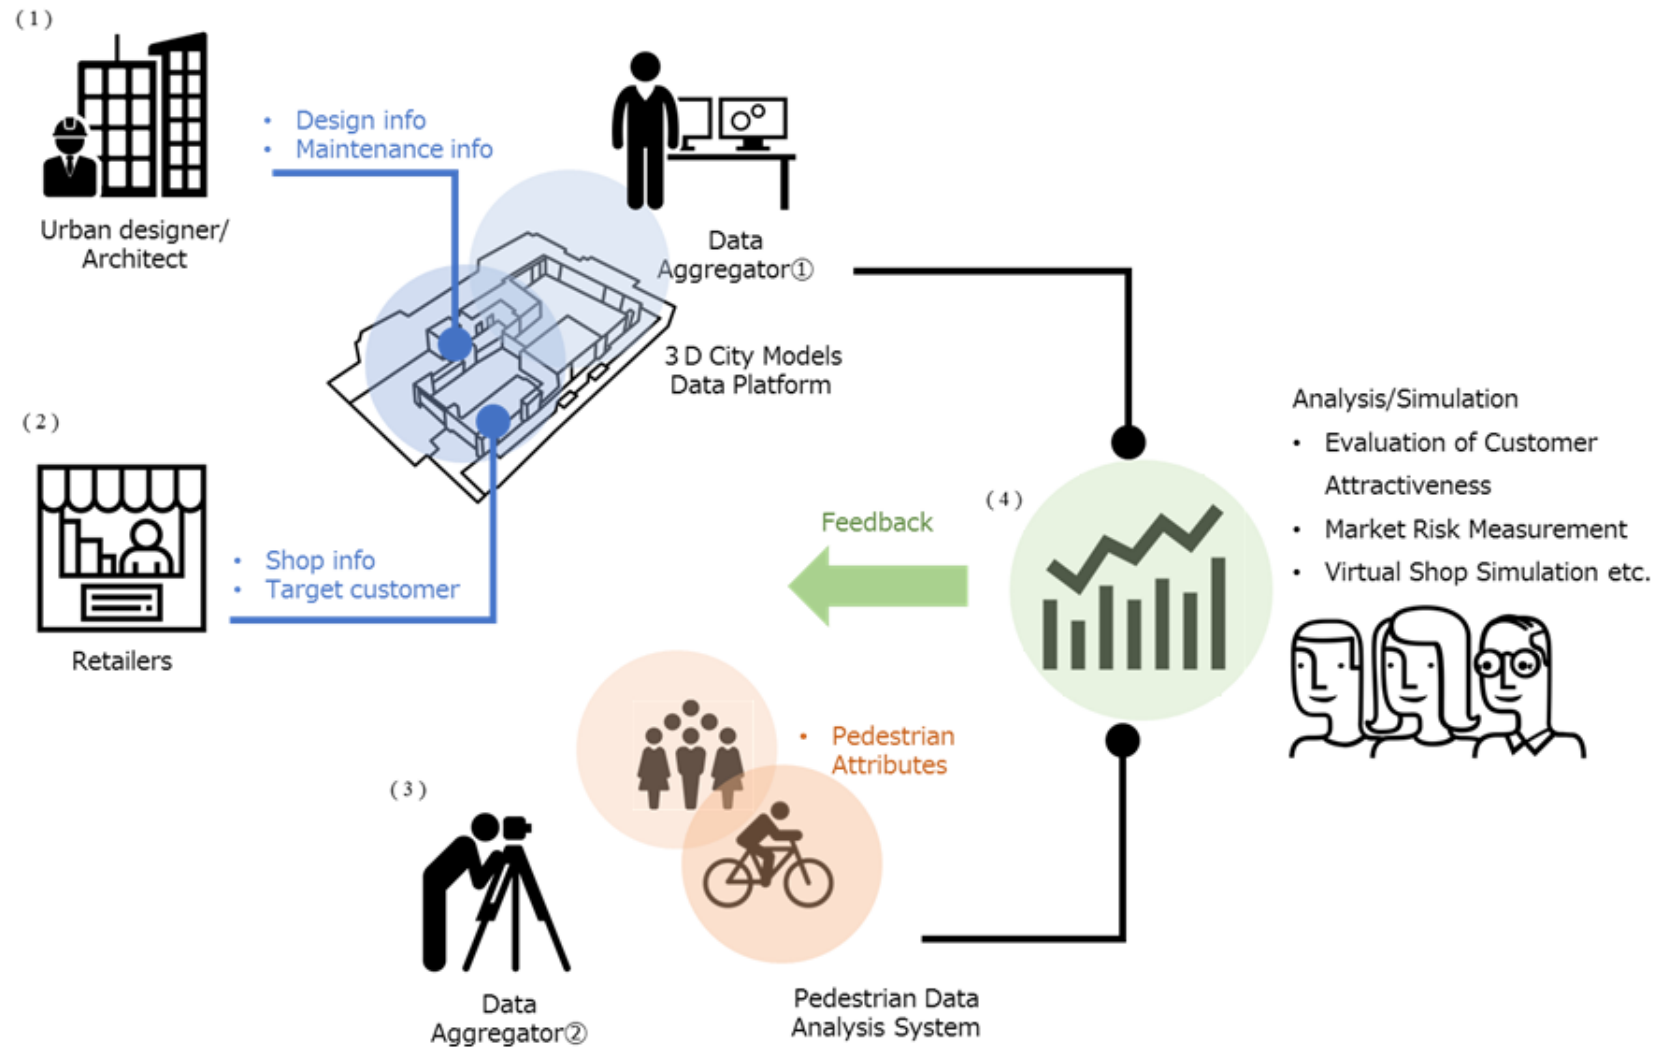 (1)
• Design info
• Maintenance info
Urban designer/
Architect
Data
Aggregator①
3D City Models
Data Platform
(2)
• Shop info
• Target customer
Retailers
Feedback
(4)
Analysis/Simulation
• Evaluation of Customer
Attractiveness
• Market Risk Measurement
• Virtual Shop Simulation etc.
• Pedestrian
Attributes
(3)
Data
Aggregator②
Pedestrian Data
Analysis System